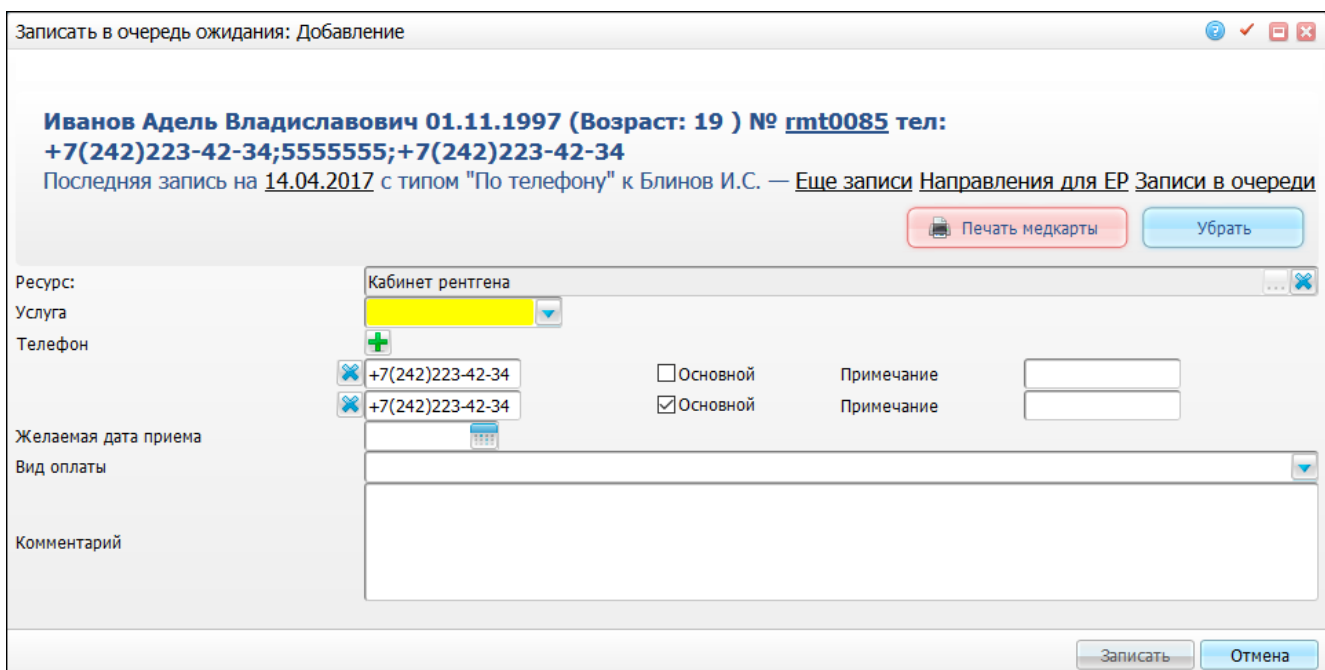 Записать в очередь ожидания: Добавление
Иванов Адель Владиславович 01.11.1997 (Возраст: 19 ) № rmt0085 тел:
+7(242)223-42-34;5555555;+7(242)223-42-34
Последняя запись на 14.04.2017 с типом "По телефону" к Блинов И.С. — Еще записи Направления для ЕР Записи в очереди
Печать медкарты Убрать
Ресурс: Кабинет рентгена ...
Услуга
Телефон
+7(242)223-42-34 Основной Примечание
+7(242)223-42-34 Основной Примечание
Желаемая дата приема
Вид оплаты
Комментарий
Записать Отмена